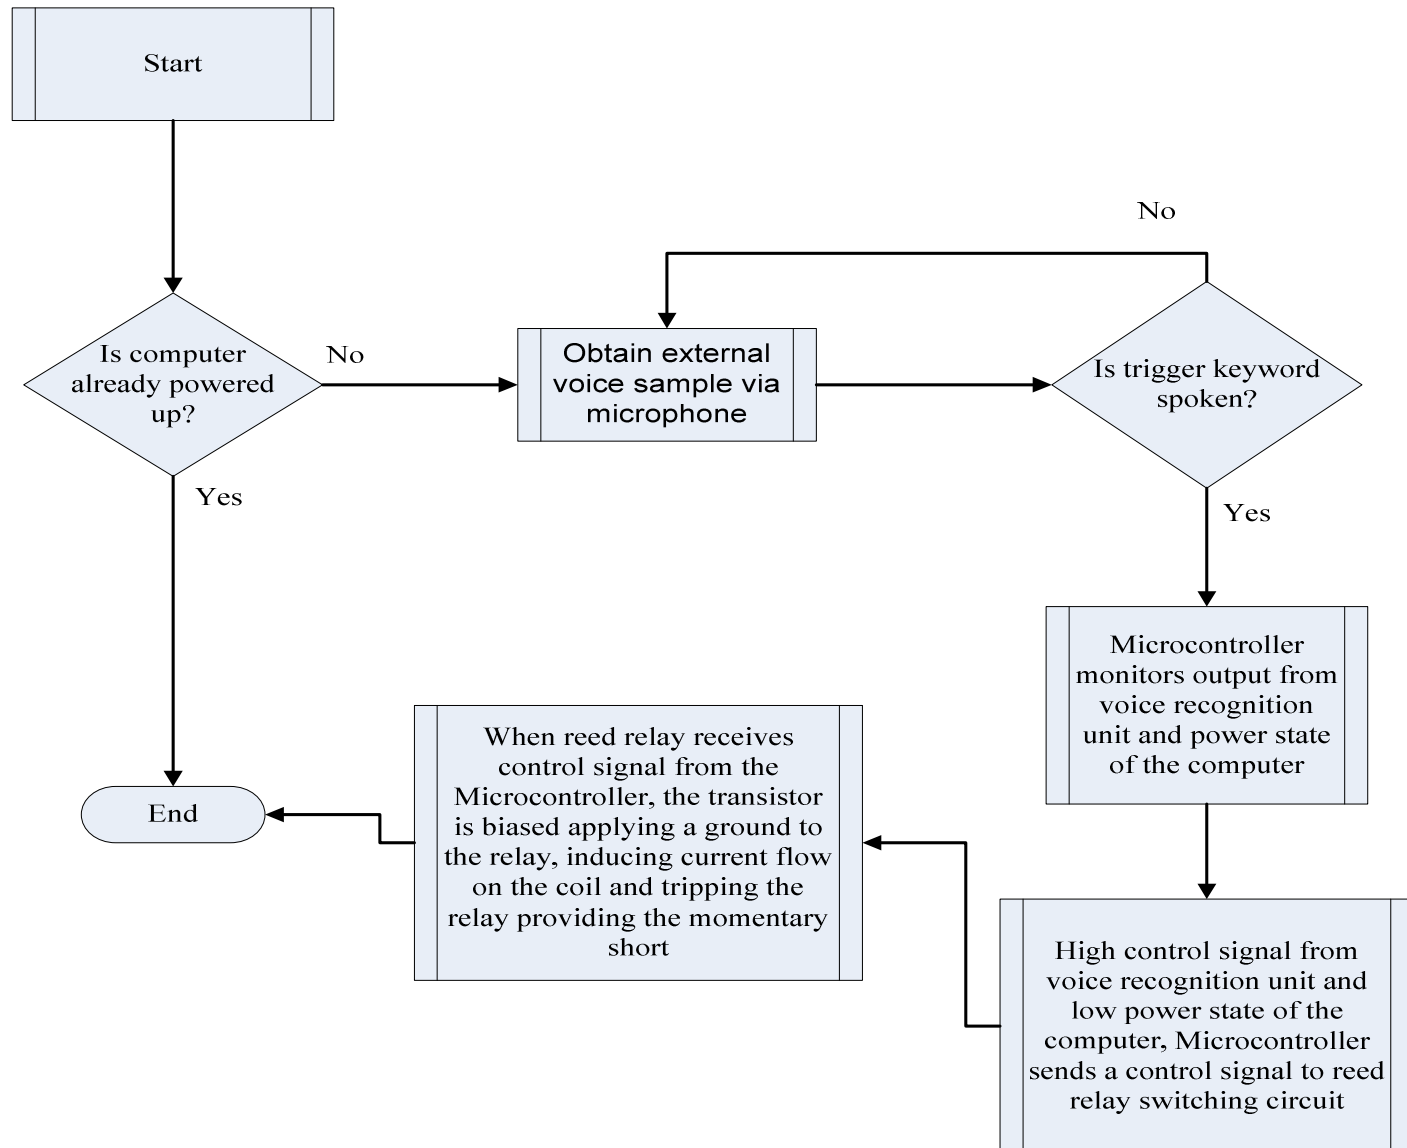 Start
No
Is computer
already powered
up?
No
Obtain external
voice sample via
microphone
Is trigger keyword
spoken?
Yes
Yes
Microcontroller
monitors output from
voice recognition
unit and power state
of the computer
When reed relay receives
control signal from the
Microcontroller, the transistor
is biased applying a ground to
the relay, inducing current flow
on the coil and tripping the
relay providing the momentary
short
End
High control signal from
voice recognition unit and
low power state of the
computer, Microcontroller
sends a control signal to reed
relay switching circuit